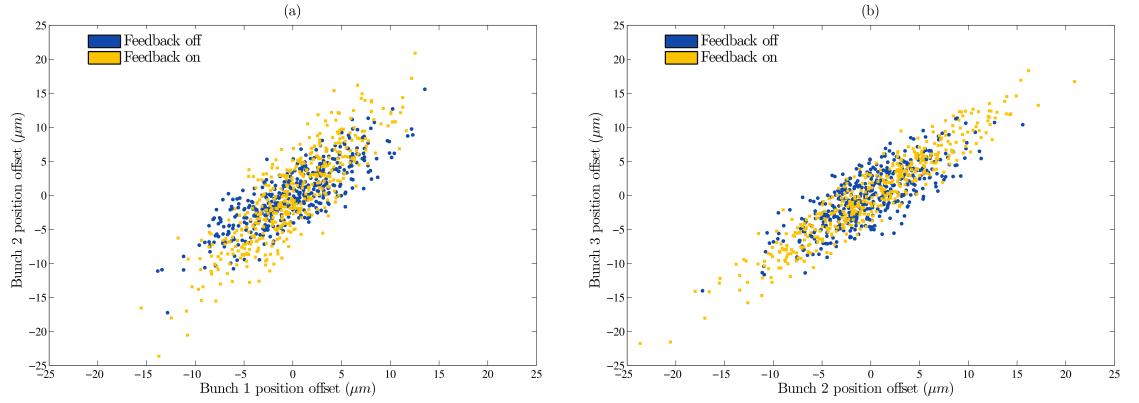 (a)
25
20
15
10
5
0
−5
−10
−15
−20
−25
Bunch 2 position offset (μm)
Feedback off
Feedback on
−25 −20 −15 −10 −5 0 5 10 15 20 25
Bunch 1 position offset (μm)
(b)
25
20
15
10
5
0
−5
−10
−15
−20
−25
Bunch 3 position offset (μm)
Feedback off
Feedback on
−25 −20 −15 −10 −5 0 5 10 15 20 25
Bunch 2 position offset (μm)